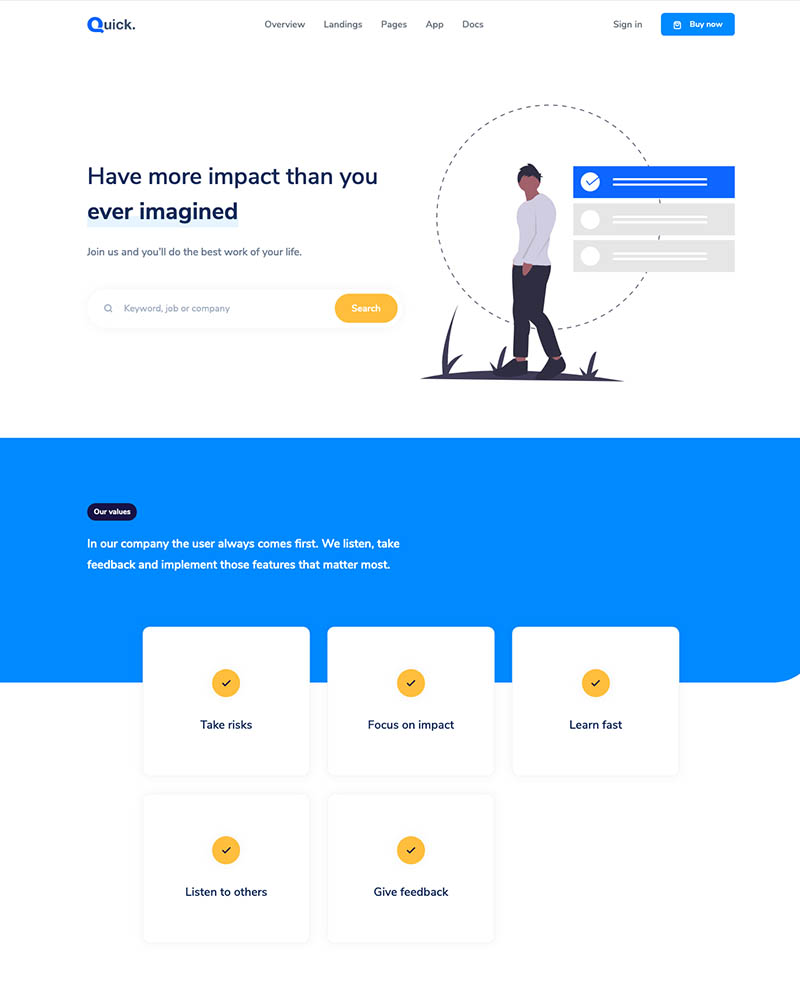 Quick.
Overview
Landings
Pages
App
Docs
Sign in
Buy now
Have more impact than you
ever imagined
Join us and you'll do the best work of your life.
Keyword, job or company
Search
Our values
In our company the user always comes first. We listen, take
feedback and implement those features that matter most.
Take risks
Focus on impact
Learn fast
Listen to others
Give feedback